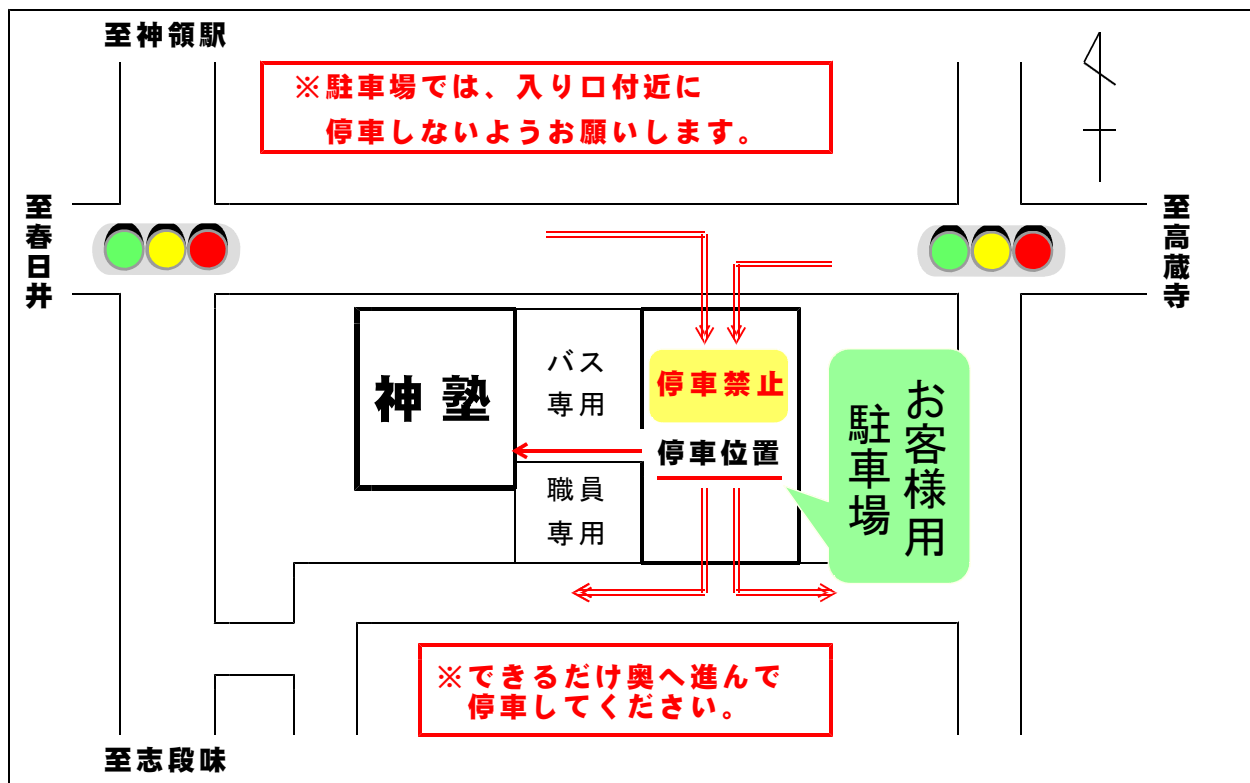 至神領駅
※駐車場では、入り口付近に
停車しないようお願いします。
至春日井
至高蔵寺
神塾
バス
専用
停車禁止
停車位置
お客様用
駐車場
職員
専用
※できるだけ奥へ進んで
停車してください。
至志段味